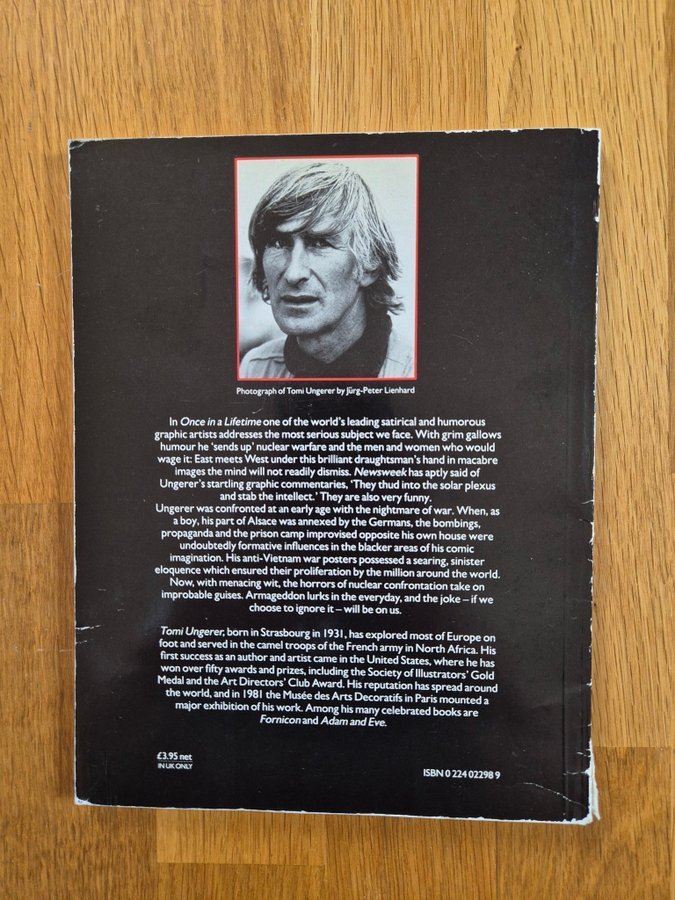 Photograph of Tomi Ungerer by Jürg-Peter Lienhard
In Once in a Lifetime one of the world's leading satirical and humorous
graphic artists addresses the most serious subject we face. With grim gallows
humour he 'sends up' nuclear warfare and the men and women who would
wage it: East meets West under this brilliant draughtsman's hand in macabre
images the mind will not readily dismiss. Newsweek has aptly said of
Ungerer's startling graphic commentaries, 'They thud into the solar plexus
and stab the intellect.' They are also very funny.
Ungerer was confronted at an early age with the nightmare of war. When, as
a boy, his part of Alsace was annexed by the Germans, the bombings,
propaganda and the prison camp improvised opposite his own house were
undoubtedly formative influences in the blacker areas of his comic
imagination. His anti-Vietnam war posters possessed a searing, sinister
eloquence which ensured their proliferation by the million around the world.
Now, with menacing wit, the horrors of nuclear confrontation take on
improbable guises. Armageddon lurks in the everyday, and the joke – if we
choose to ignore it – will be on us.
Tomi Ungerer, born in Strasbourg in 1931, has explored most of Europe on
foot and served in the camel troops of the French army in North Africa. His
first success as an author and artist came in the United States, where he has
won over fifty awards and prizes, including the Society of Illustrators' Gold
Medal and the Art Directors' Club Award. His reputation has spread around
the world, and in 1981 the Musée des Arts Decoratifs in Paris mounted a
major exhibition of his work. Among his many celebrated books are
Fornicon and Adam and Eve.
£3.95 net
IN UK ONLY
ISBN 0 224 02298 9